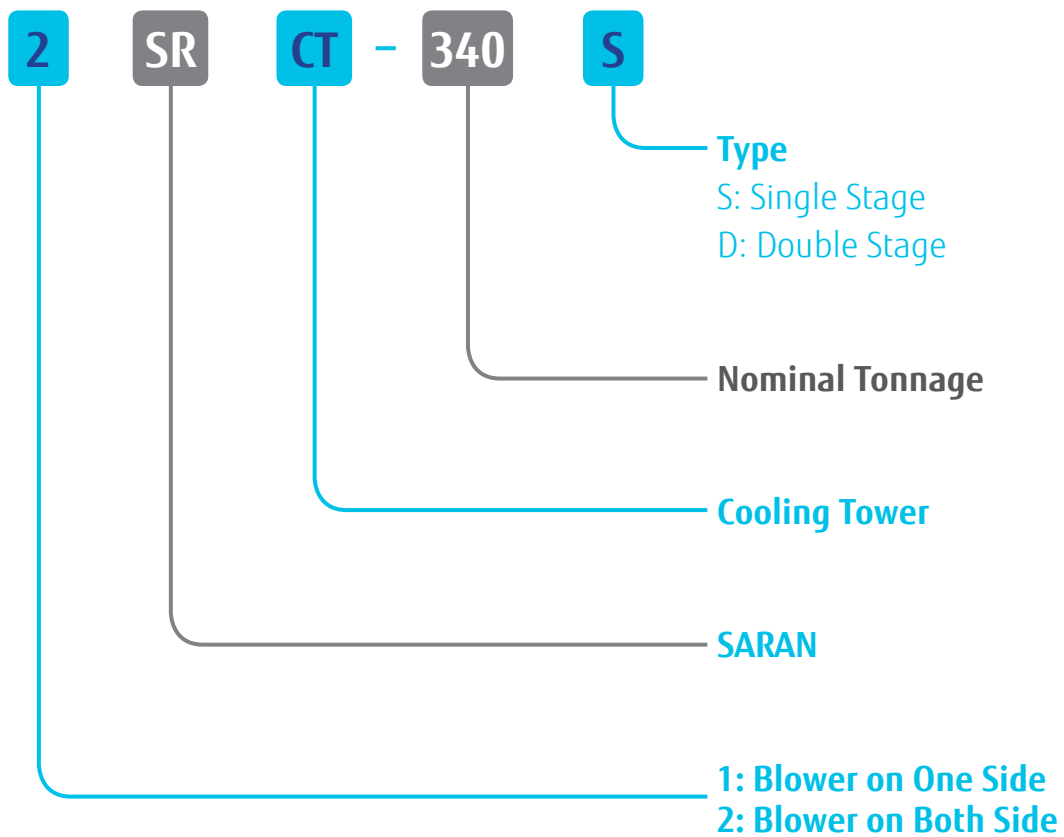 2 SR CT - 340 S
Type
S: Single Stage
D: Double Stage
Nominal Tonnage
Cooling Tower
SARAN
1: Blower on One Side
2: Blower on Both Side